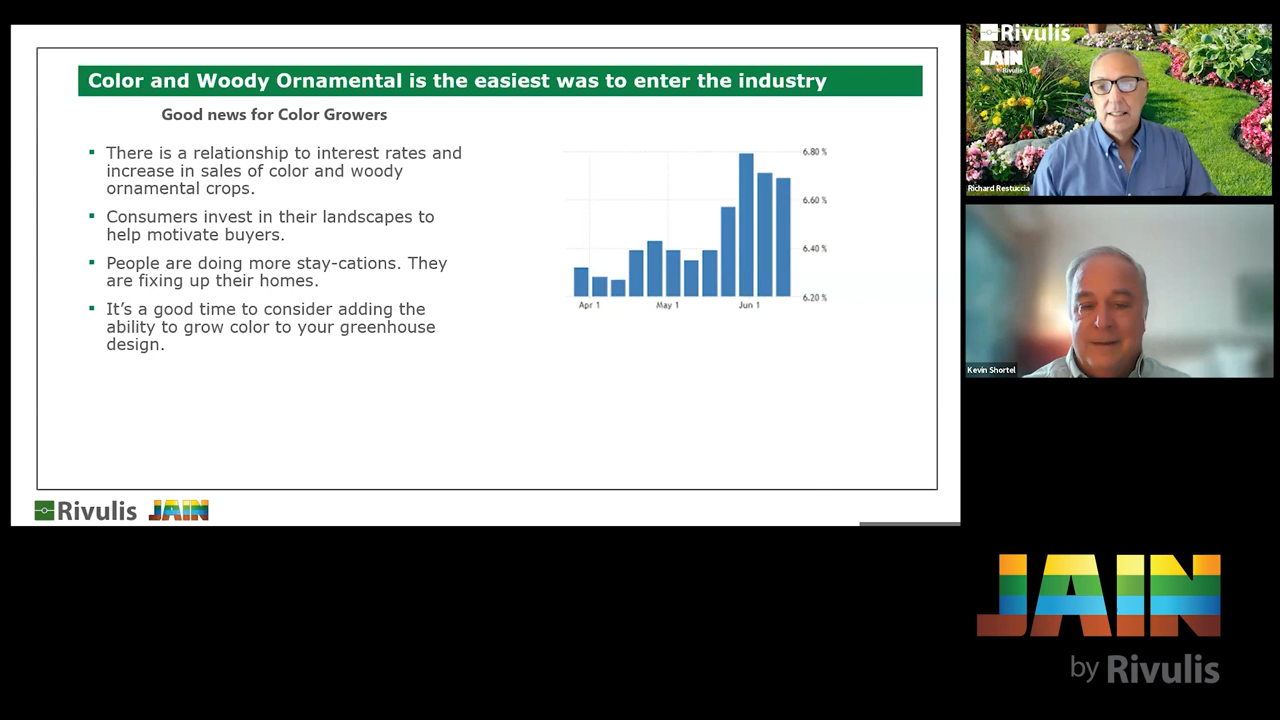 Color and Woody Ornamental is the easiest was to enter the industry
Good news for Color Growers
There is a relationship to interest rates and
increase in sales of color and woody
ornamental crops.
Consumers invest in their landscapes to
help motivate buyers.
People are doing more stay-cations. They
are fixing up their homes.
It’s a good time to consider adding the
ability to grow color to your greenhouse
design.
6.80 %
6.60 %
6.40 %
6.20 %
Apr 1
May 1
Jun 1
Rivulis
JAIN
Rivulis
JAIN
by Rivulis
Richard Restuccia
Kevin Shortel
JAIN
by Rivulis